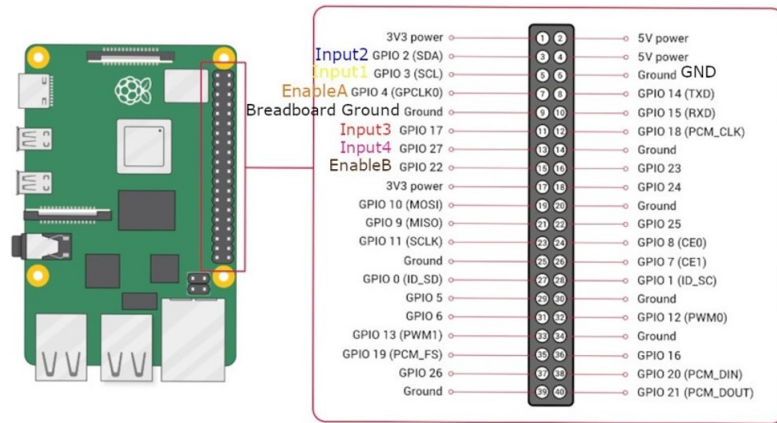 3V3 power 1 2 5V power
Input2 GPIO 2 (SDA) 3 4 5V power
Input1 GPIO 3 (SCL) 5 6 Ground GND
EnableA GPIO 4 (GPCLK0) 7 8 GPIO 14 (TXD)
Breadboard Ground Ground 9 10 GPIO 15 (RXD)
Input3 GPIO 17 11 12 GPIO 18 (PCM_CLK)
Input4 GPIO 27 13 14 Ground
EnableB GPIO 22 15 16 GPIO 23
3V3 power 17 18 GPIO 24
GPIO 10 (MOSI) 19 20 Ground
GPIO 9 (MISO) 21 22 GPIO 25
GPIO 11 (SCLK) 23 24 GPIO 8 (CE0)
Ground 25 26 GPIO 7 (CE1)
GPIO 0 (ID_SD) 27 28 GPIO 1 (ID_SC)
GPIO 5 29 30 Ground
GPIO 6 31 32 GPIO 12 (PWM0)
GPIO 13 (PWM1) 33 34 Ground
GPIO 19 (PCM_FS) 35 36 GPIO 16
GPIO 26 37 38 GPIO 20 (PCM_DIN)
Ground 39 40 GPIO 21 (PCM_DOUT)